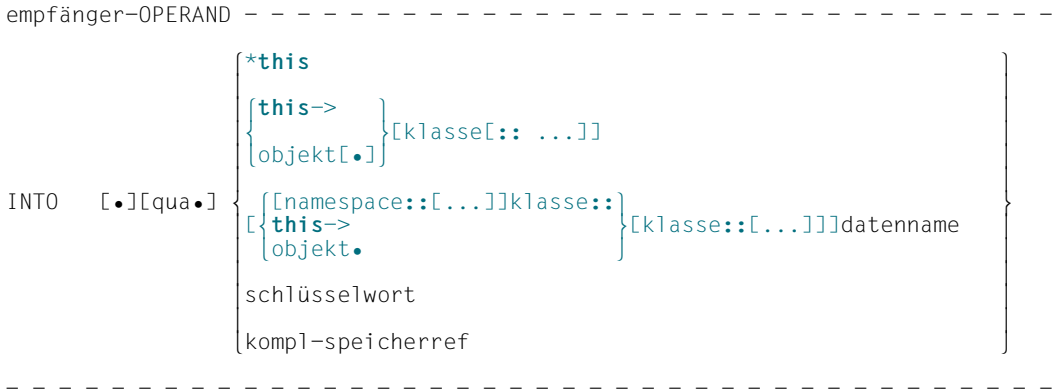 empfänger-OPERAND – – – – – – – – – – – – – – – – – – – – – – – – – – – – – – – – – – – – –
*this
this->
[klasse[:: ...]]
objekt[•]
INTO [•][qua•]
[namespace::[...]]klasse::
[this-> [klasse::[...]]]datenname
objekt•
schlüsselwort
kompl-speicherref
– – – – – – – – – – – – – – – – – – – – – – – – – – – – – – – – – – – – – – – – – – – – – – – –